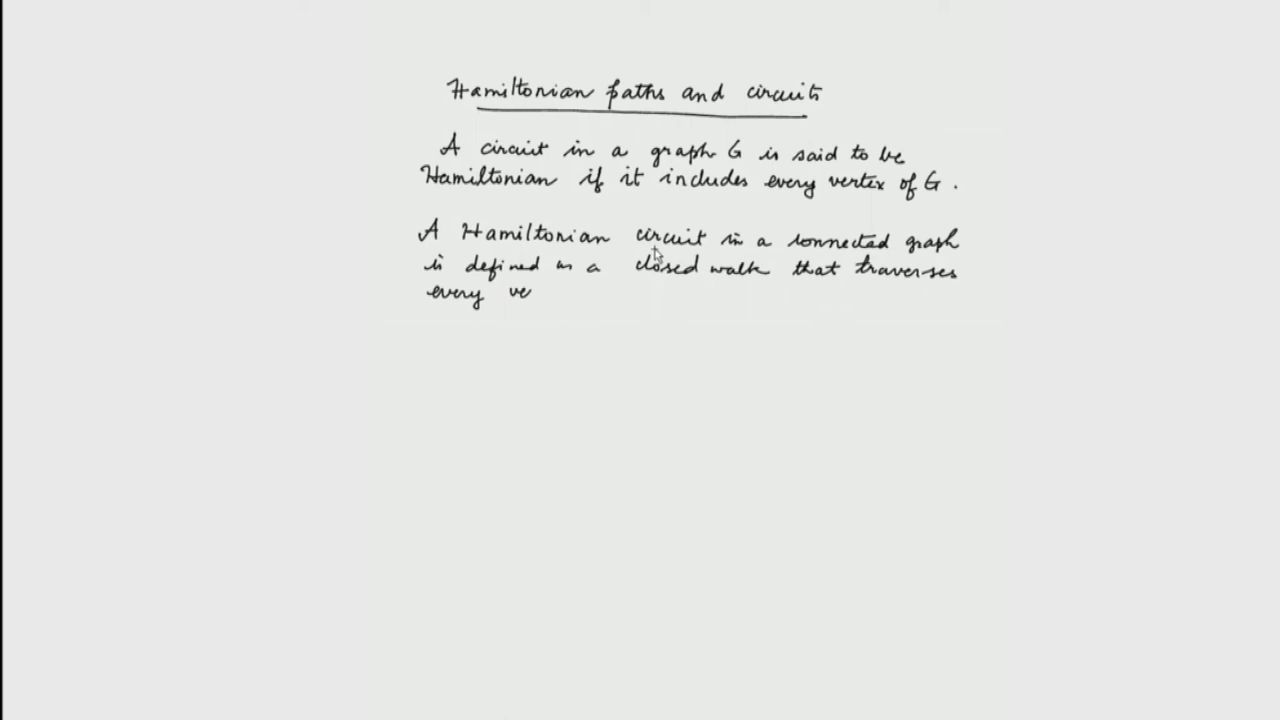 Hamiltonian paths and circuits
A circuit in a graph G is said to be
Hamiltonian if it includes every vertex of G.
A Hamiltonian circuit in a connected graph
is defined as a closed walk that traverses
every ve